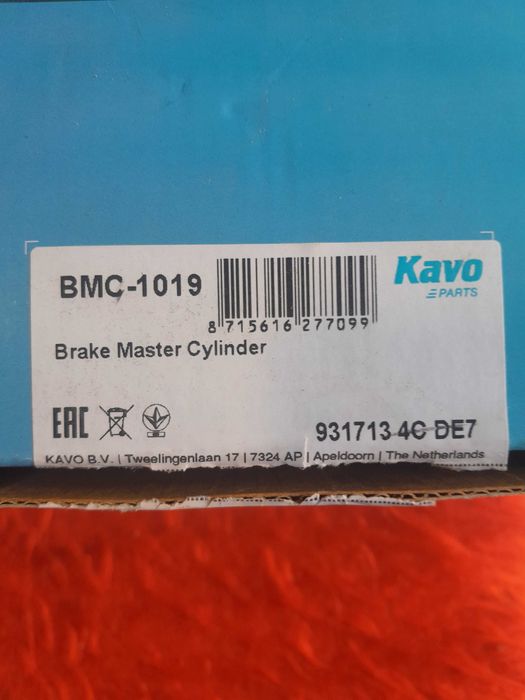 BMC-1019
8 715616 277099
Kavo
PARTS
Brake Master Cylinder
EAC
931713 4C DE7
KAVO B.V. | Tweelingenlaan 17 | 7324 AP | Apeldoorn | The Netherlands